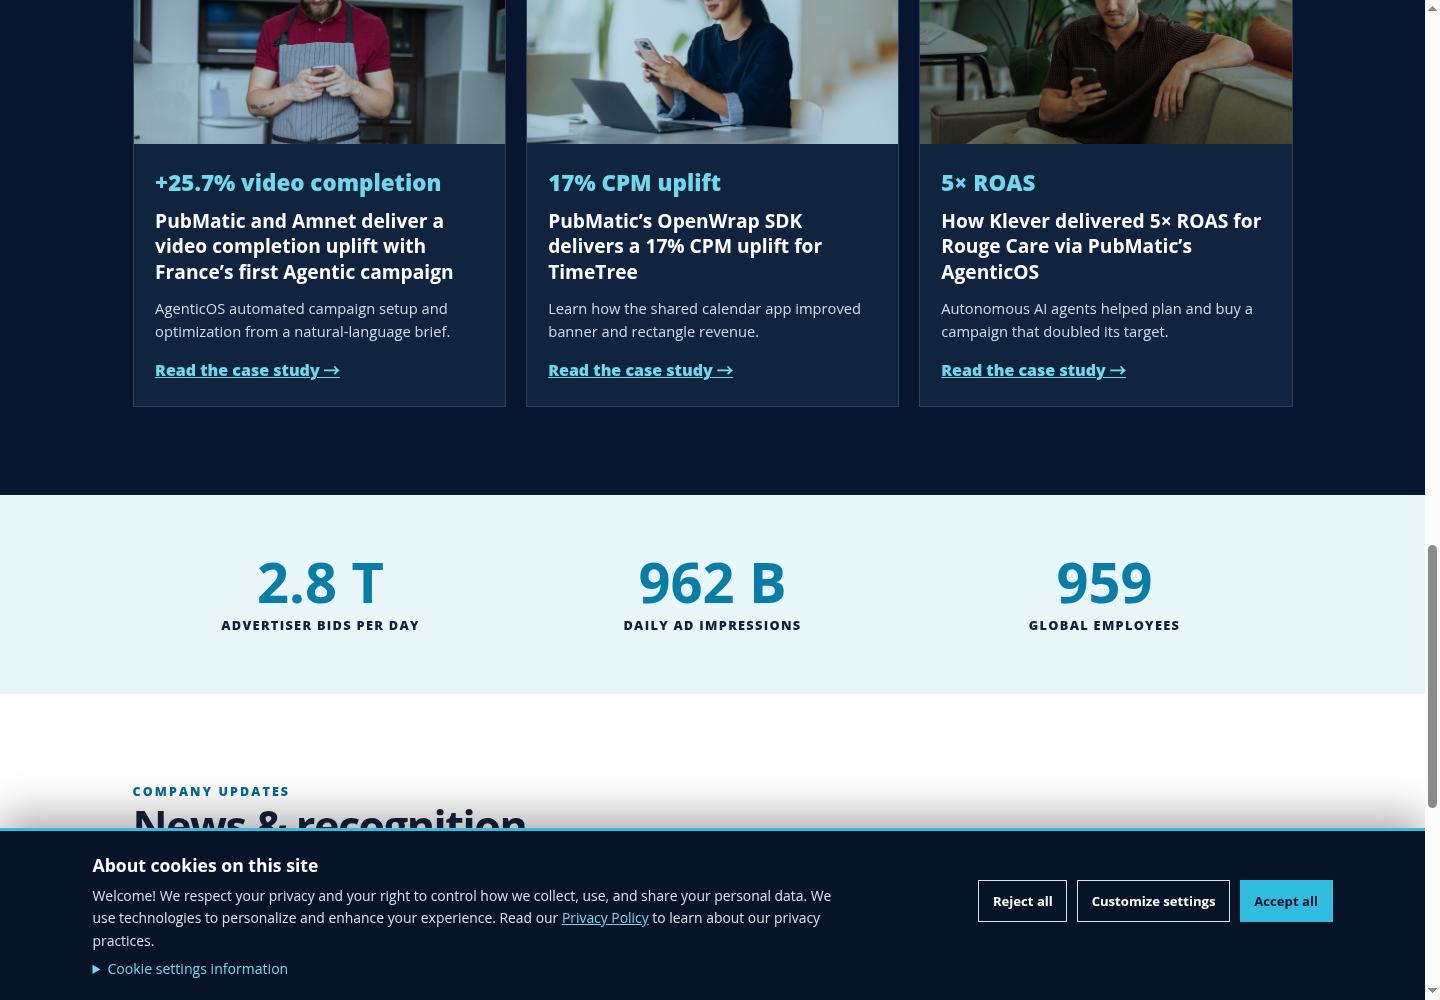 +25.7% video completion
PubMatic and Amnet deliver a
video completion uplift with
France’s first Agentic campaign
AgenticOS automated campaign setup and
optimization from a natural-language brief.
Read the case study →
17% CPM uplift
PubMatic’s OpenWrap SDK
delivers a 17% CPM uplift for
TimeTree
Learn how the shared calendar app improved
banner and rectangle revenue.
Read the case study →
5× ROAS
How Klever delivered 5× ROAS for
Rouge Care via PubMatic’s
AgenticOS
Autonomous AI agents helped plan and buy a
campaign that doubled its target.
Read the case study →
2.8 T
ADVERTISER BIDS PER DAY
962 B
DAILY AD IMPRESSIONS
959
GLOBAL EMPLOYEES
COMPANY UPDATES
News & recognition
About cookies on this site
Welcome! We respect your privacy and your right to control how we collect, use, and share your personal data. We
use technologies to personalize and enhance your experience. Read our Privacy Policy to learn about our privacy
practices.
▶ Cookie settings information
Reject all
Customize settings
Accept all